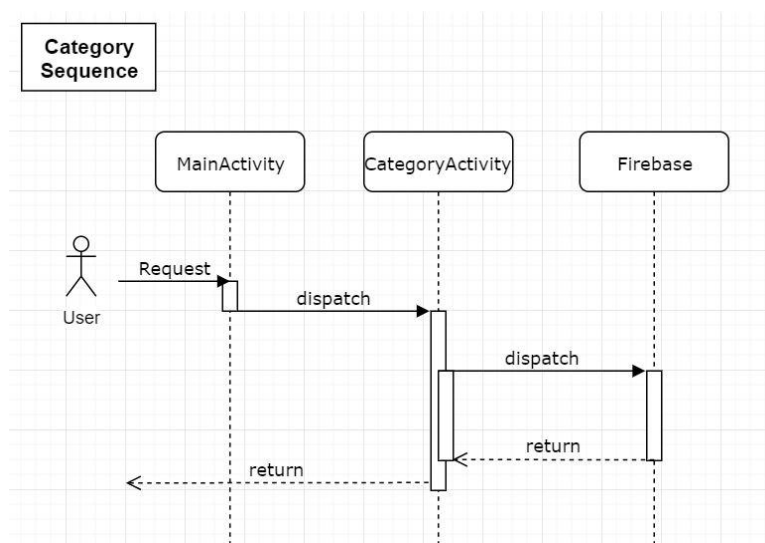 Category
Sequence
MainActivity
CategoryActivity
Firebase
Request
User
dispatch
dispatch
return
return